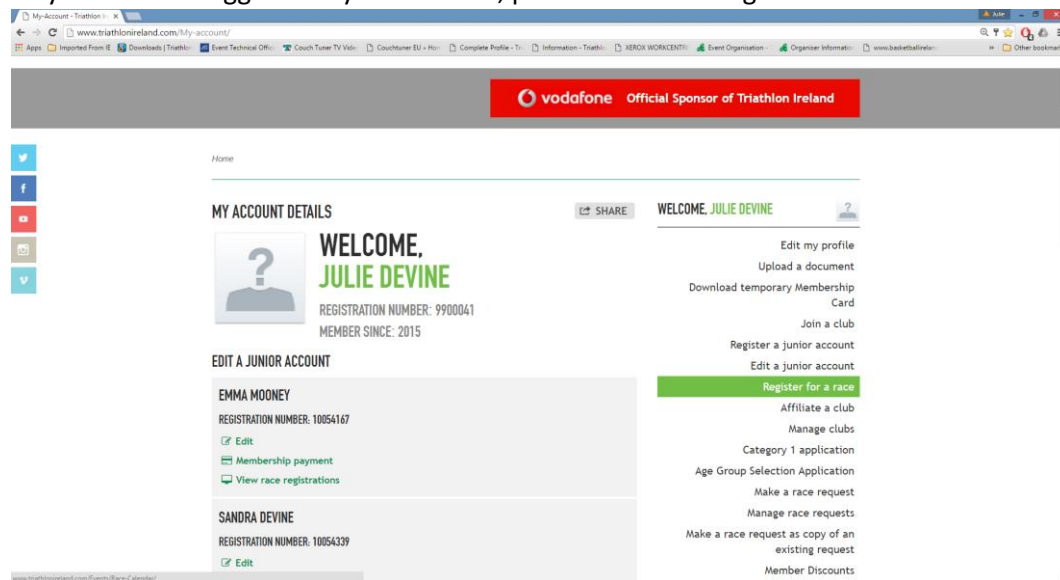 My-Account - Triathlon Ir
www.triathlonireland.com/My-account/
Apps
Imported From IE
Downloads | Triathlon
Event Technical Offic
Couch Tuner TV Vide
Couchtuner EU - Ho
Complete Profile - Tr
Information - Triathl
XEROX WORKCENTR
Event Organisation -
Organiser Informatio
www.basketballirelan
Other bookmar
vodafone Official Sponsor of Triathlon Ireland
Home
MY ACCOUNT DETAILS
SHARE
WELCOME,
JULIE DEVINE
REGISTRATION NUMBER: 9900041
MEMBER SINCE: 2015
EDIT A JUNIOR ACCOUNT
EMMA MOONEY
REGISTRATION NUMBER: 10054167
Edit
Membership payment
View race registrations
SANDRA DEVINE
REGISTRATION NUMBER: 10054339
Edit
WELCOME, JULIE DEVINE
Edit my profile
Upload a document
Download temporary Membership
Card
Join a club
Register a junior account
Edit a junior account
Register for a race
Affiliate a club
Manage clubs
Category 1 application
Age Group Selection Application
Make a race request
Manage race requests
Make a race request as copy of an
existing request
Member Discounts
www.triathlonireland.com/Events/Race-Calendar/